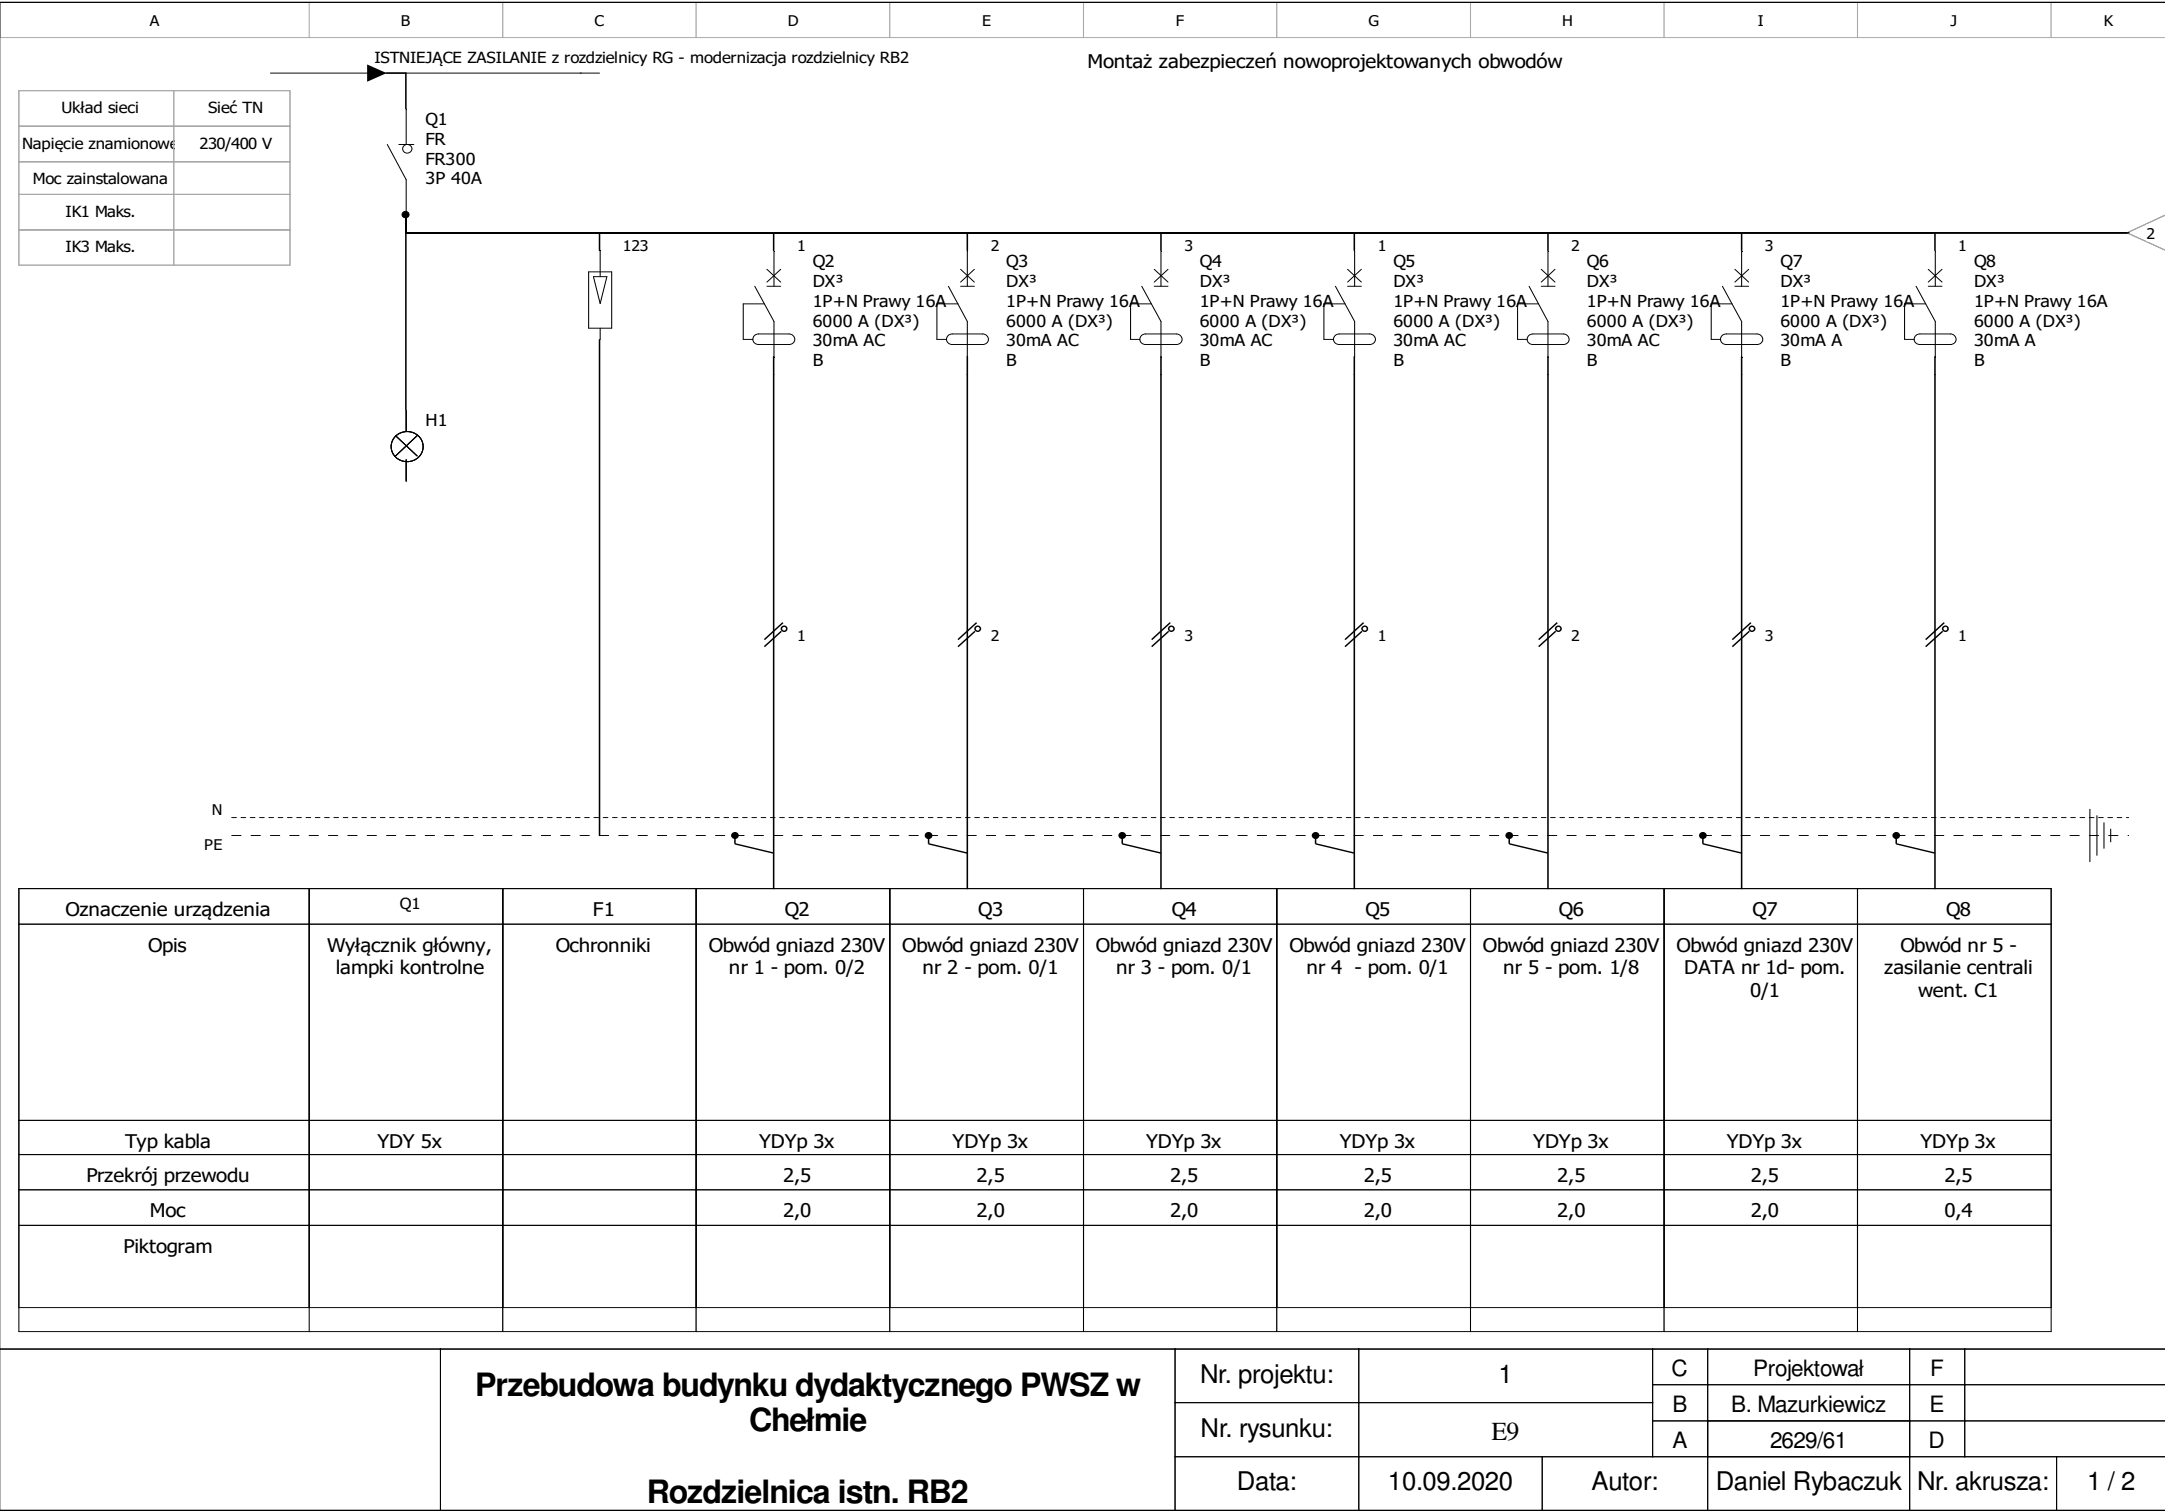 A B C D E F G H I J K
ISTNIEJĄCE ZASILANIE z rozdzielnicy RG - modernizacja rozdzielnicy RB2
Montaż zabezpieczeń nowoprojektowanych obwodów
Układ sieci Sieć TN
Napięcie znamionowe 230/400 V
Moc zainstalowana
IK1 Maks.
IK3 Maks.
Q1
FR
FR300
3P 40A
H1
123
1
Q2
DX³
1P+N Prawy 16A
6000 A (DX³)
30mA AC
B
2
Q3
DX³
1P+N Prawy 16A
6000 A (DX³)
30mA AC
B
3
Q4
DX³
1P+N Prawy 16A
6000 A (DX³)
30mA AC
B
1
Q5
DX³
1P+N Prawy 16A
6000 A (DX³)
30mA AC
B
2
Q6
DX³
1P+N Prawy 16A
6000 A (DX³)
30mA AC
B
3
Q7
DX³
1P+N Prawy 16A
6000 A (DX³)
30mA A
B
1
Q8
DX³
1P+N Prawy 16A
6000 A (DX³)
30mA A
B
2
1 2 3 1 2 3 1
N
PE
Oznaczenie urządzenia Q1 F1 Q2 Q3 Q4 Q5 Q6 Q7 Q8
Opis
Wyłącznik główny,
lampki kontrolne
Ochronniki
Obwód gniazd 230V
nr 1 - pom. 0/2
Obwód gniazd 230V
nr 2 - pom. 0/1
Obwód gniazd 230V
nr 3 - pom. 0/1
Obwód gniazd 230V
nr 4 - pom. 0/1
Obwód gniazd 230V
nr 5 - pom. 1/8
Obwód gniazd 230V
DATA nr 1d- pom.
0/1
Obwód nr 5 -
zasilanie centrali
went. C1
Typ kabla YDY 5x YDYp 3x YDYp 3x YDYp 3x YDYp 3x YDYp 3x YDYp 3x YDYp 3x
Przekrój przewodu 2,5 2,5 2,5 2,5 2,5 2,5 2,5
Moc 2,0 2,0 2,0 2,0 2,0 2,0 0,4
Piktogram
Przebudowa budynku dydaktycznego PWSZ w
Chełmie
Rozdzielnica istn. RB2
Nr. projektu: 1
Nr. rysunku: E9
C Projektował F
B B. Mazurkiewicz E
A 2629/61 D
Data: 10.09.2020 Autor: Daniel Rybaczuk Nr. akrusza: 1 / 2